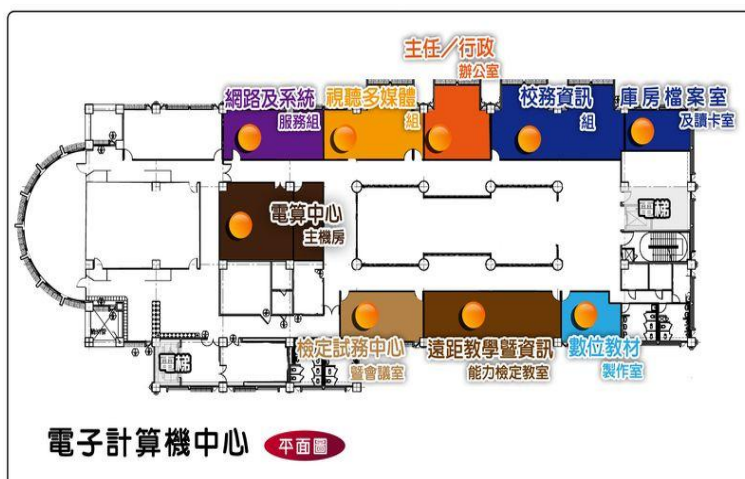 主任／行政
辦公室
網路及系統
服務組
視聽多媒體
組
校務資訊
組
庫房檔案室
及讀卡室
電梯
電算中心
主機房
檢定試務中心
暨會議室
遠距教學暨資訊
能力檢定教室
數位教材
製作室
電子計算機中心
平面圖